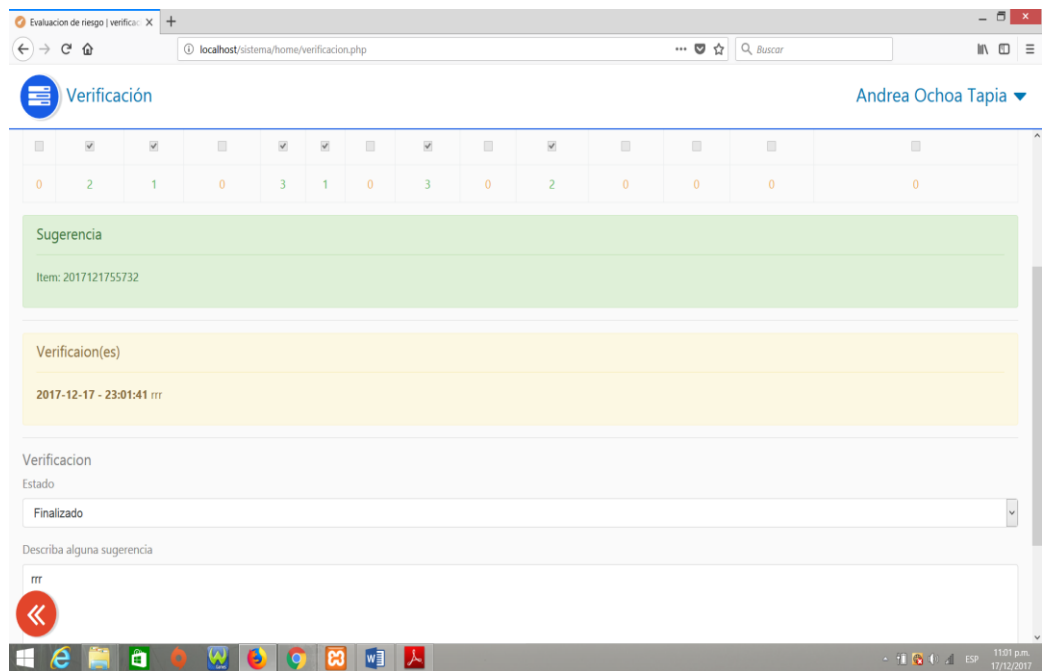 Evaluacion de riesgo | verificac
localhost/sistema/home/verificacion.php
Buscar
Verificación
Andrea Ochoa Tapia
0 2 1 0 3 1 0 3 0 2 0 0 0 0
Sugerencia
Item: 2017121755732
Verificaion(es)
2017-12-17 - 23:01:41 rrr
Verificacion
Estado
Finalizado
Describa alguna sugerencia
rrr
ESP
11:01 p.m.
17/12/2017